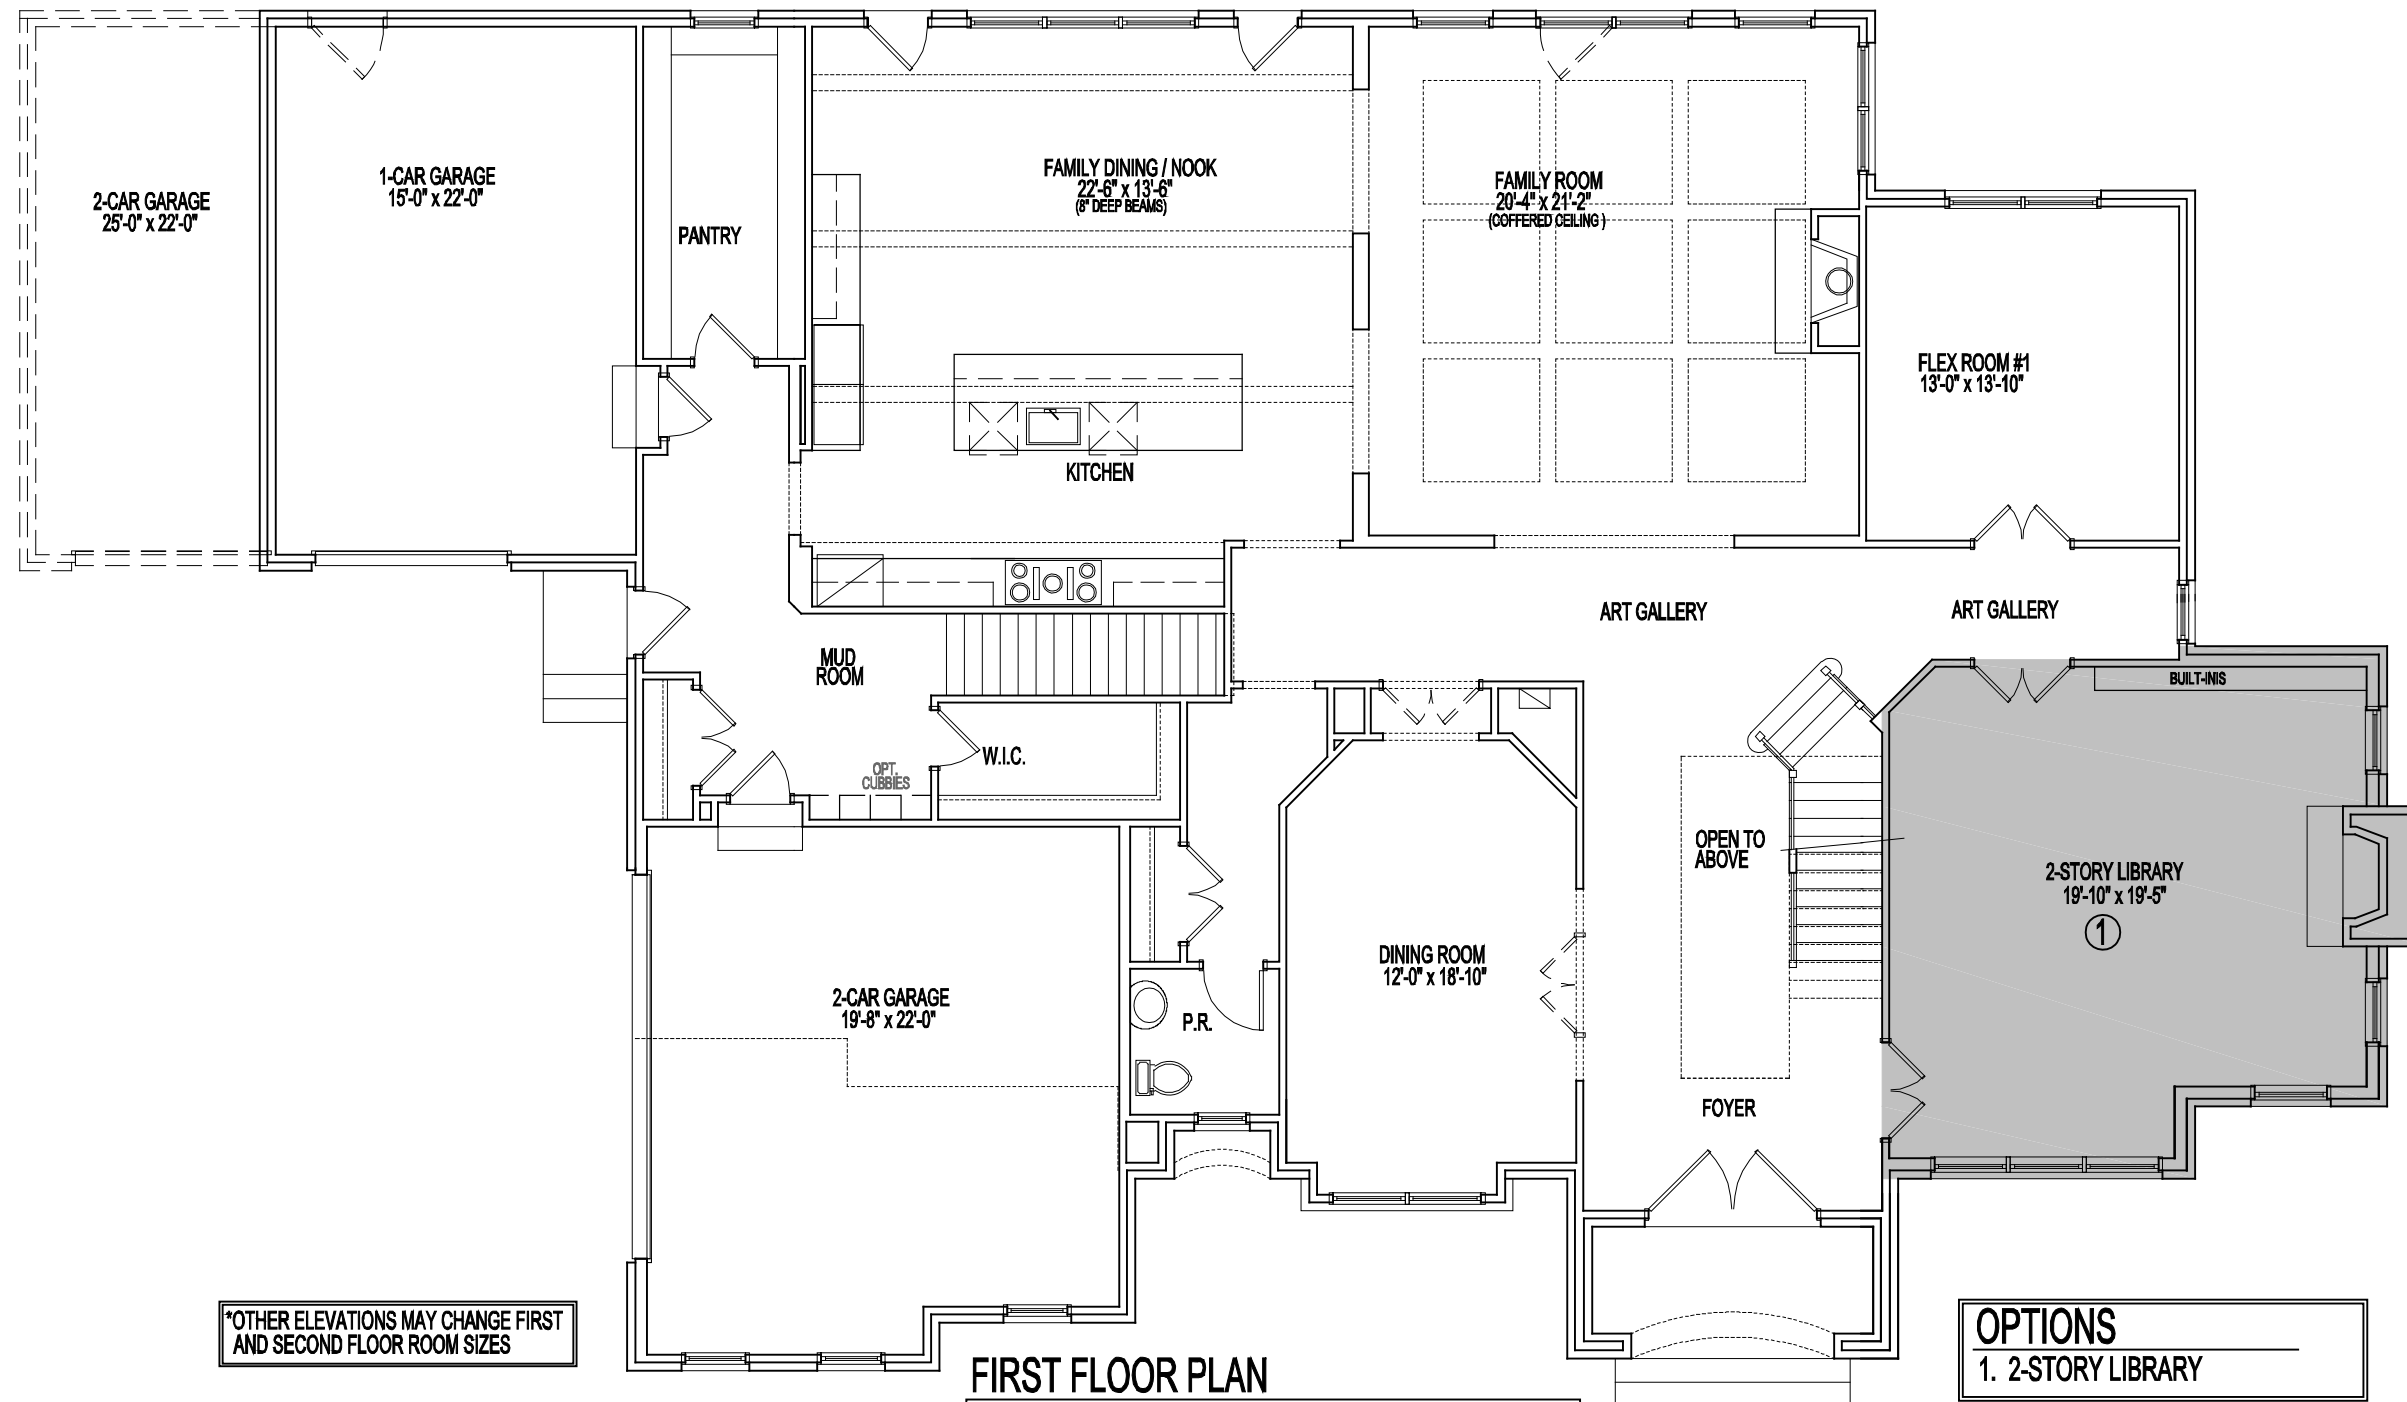 2-CAR GARAGE
25'-0" x 22'-0"
1-CAR GARAGE
15'-0" x 22'-0"
PANTRY
FAMILY DINING / NOOK
22'-6" x 13'-6"
(8" DEEP BEAMS)
FAMILY ROOM
20'-4" x 21'-2"
(COFFERED CEILING )
FLEX ROOM #1
13'-0" x 13'-10"
KITCHEN
ART GALLERY
ART GALLERY
MUD
ROOM
BUILT-INIS
W.I.C.
OPT.
CUBBIES
OPEN TO
ABOVE
2-STORY LIBRARY
19'-10" x 19'-5"
1
DINING ROOM
12'-0" x 18'-10"
2-CAR GARAGE
19'-8" x 22'-0"
P.R.
FOYER
*OTHER ELEVATIONS MAY CHANGE FIRST
AND SECOND FLOOR ROOM SIZES
FIRST FLOOR PLAN
OPTIONS
1. 2-STORY LIBRARY